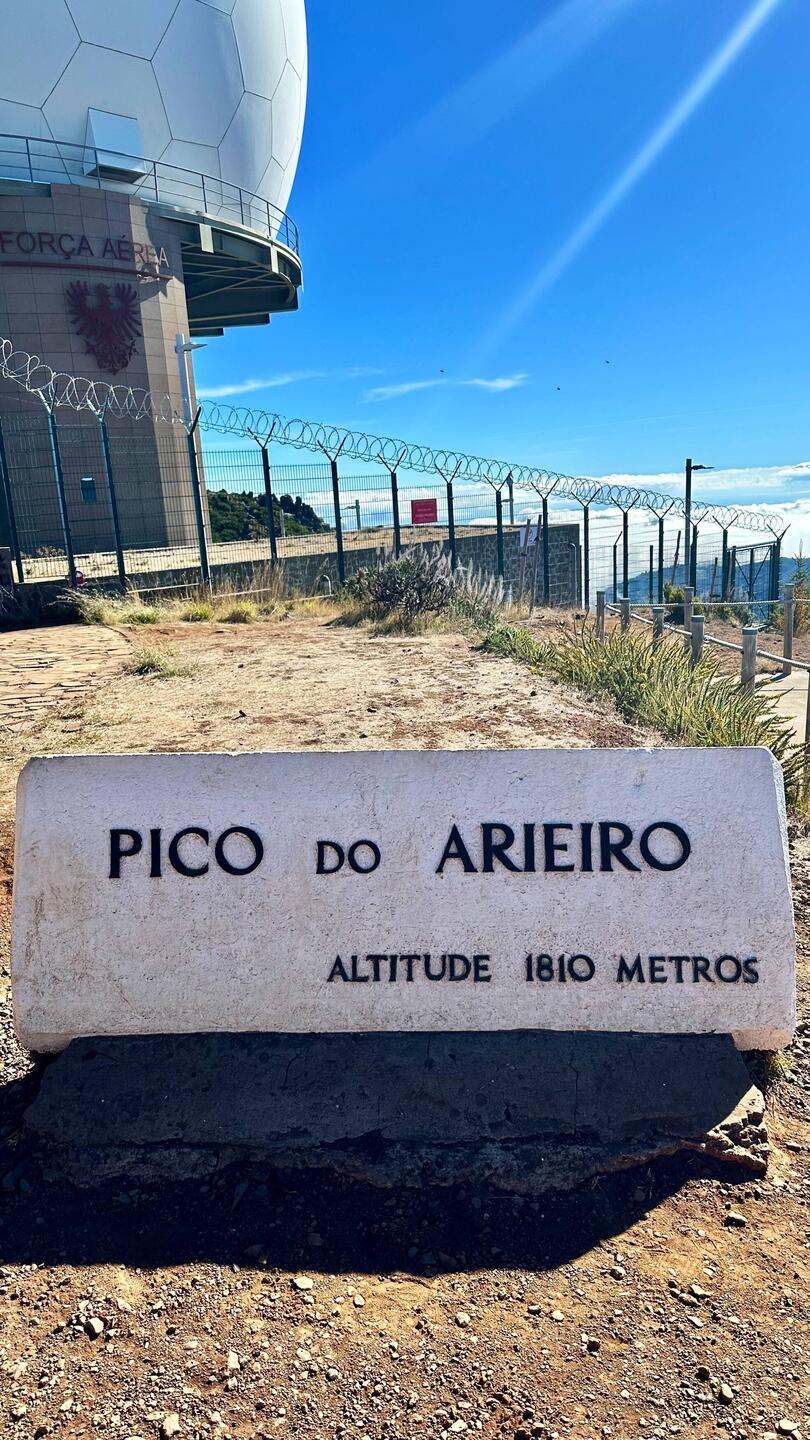 FORÇA AÉREA
PICO DO ARIEIRO
ALTITUDE 1810 METROS